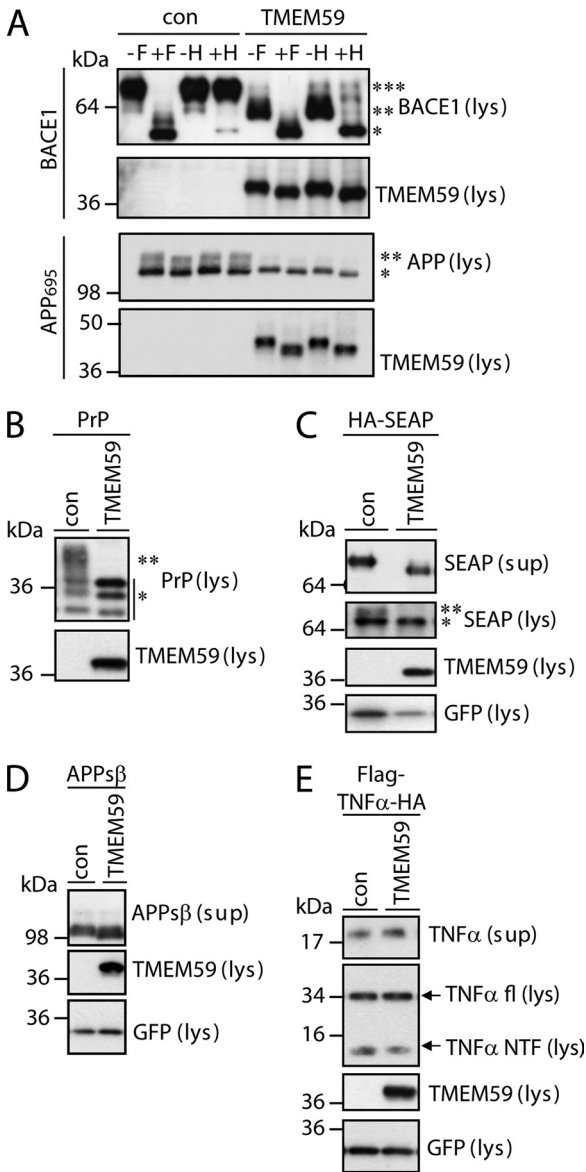 A
con TMEM59
kDa -F +F -H +H -F +F -H +H
BACE1
64
***
** BACE1 (lys)
*
36
TMEM59 (lys)
APP695
** APP (lys)
*
98
50
36
TMEM59 (lys)
B
PrP
con TMEM59
kDa
**
36 PrP (lys)
*
36 TMEM59 (lys)
C
HA-SEAP
con TMEM59
kDa
SEAP (sup)
64
**
64 * SEAP (lys)
TMEM59 (lys)
36
36
GFP (lys)
D
APPsβ
con TMEM59
kDa
APPsβ (sup)
98
36 TMEM59 (lys)
36
GFP (lys)
E
Flag-
TNFα-HA
con TMEM59
kDa
17 TNFα (sup)
34 TNFα fl (lys)
16
TNFα NTF (lys)
36 TMEM59 (lys)
36 GFP (lys)